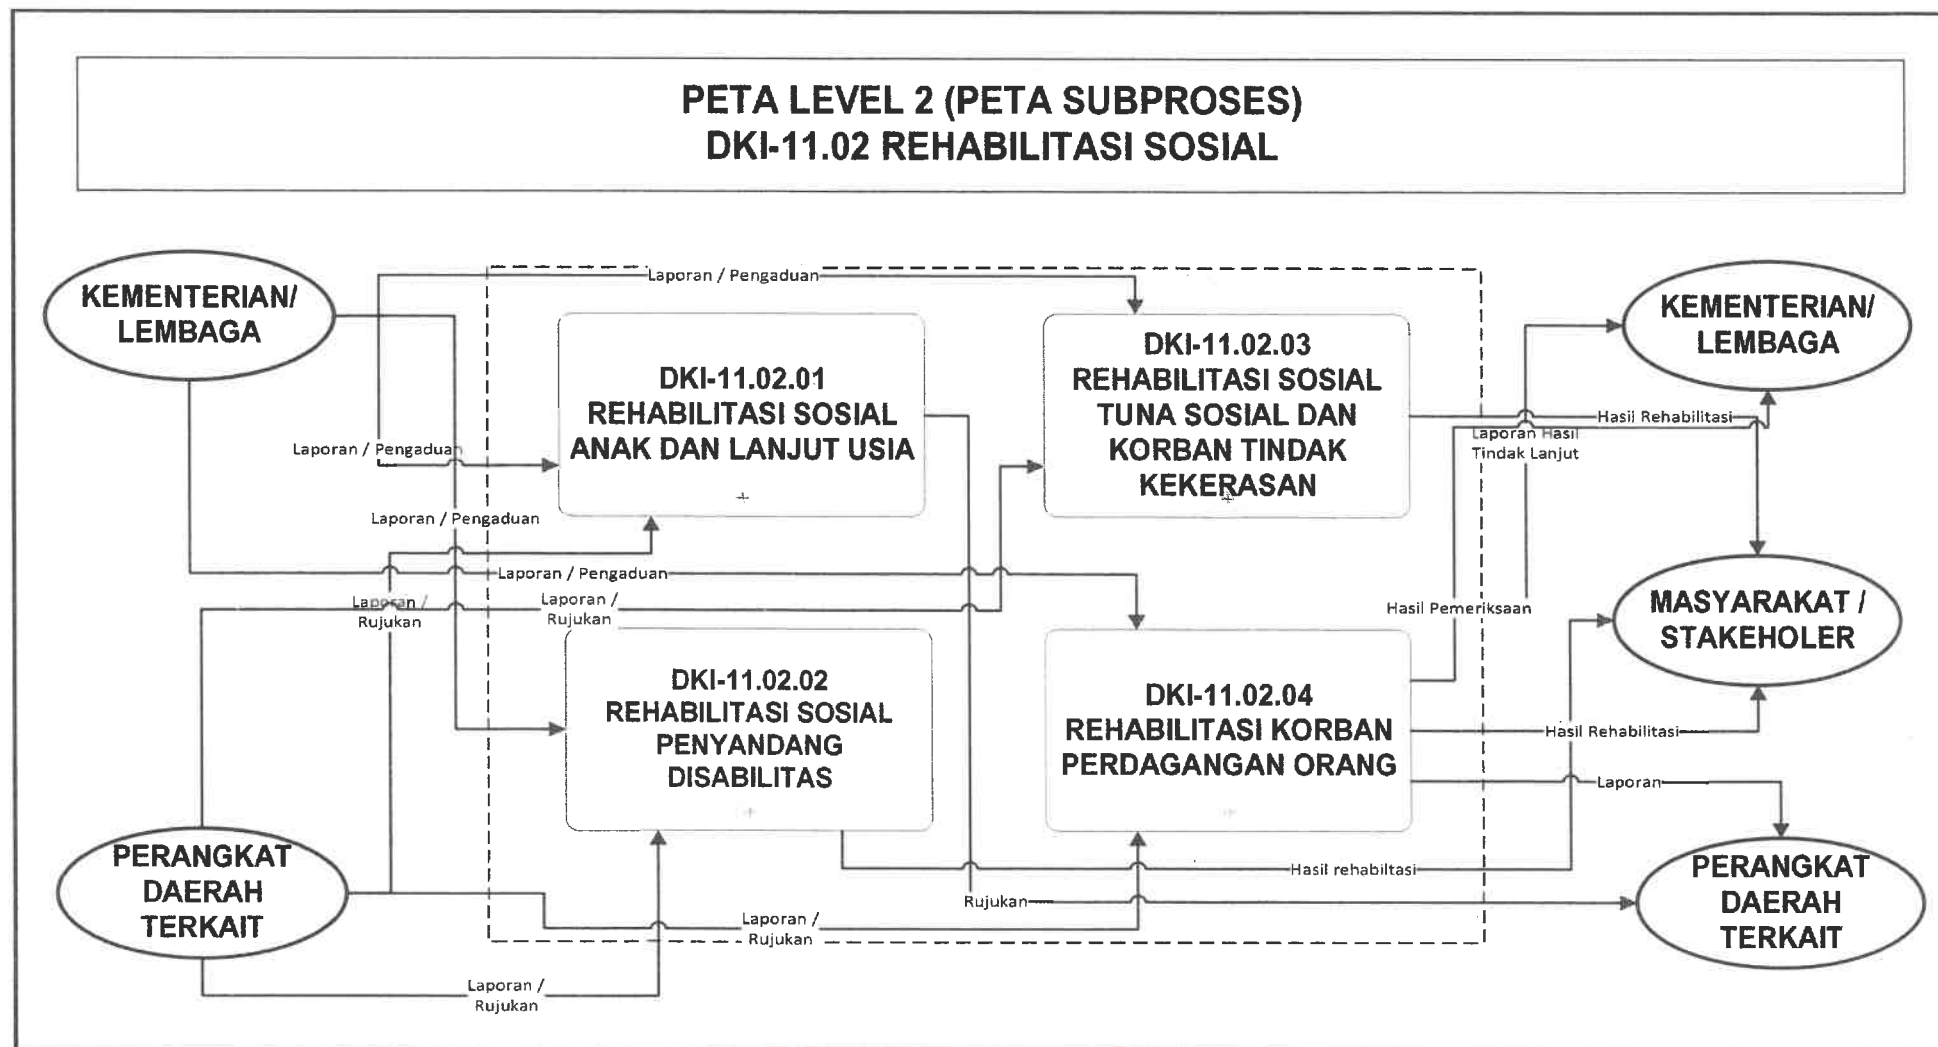 PETA LEVEL 2 (PETA SUBPROSES)
DKI-11.02 REHABILITASI SOSIAL
KEMENTERIAN/
LEMBAGA
Laporan / Pengaduan
DKI-11.02.01
REHABILITASI SOSIAL
ANAK DAN LANJUT USIA
DKI-11.02.03
REHABILITASI SOSIAL
TUNA SOSIAL DAN
KORBAN TINDAK
KEKERASAN
KEMENTERIAN/
LEMBAGA
Laporan / Pengaduan
Hasil Rehabilitasi
Laporan Hasil
Tindak Lanjut
Laporan / Pengaduan
Laporan / Pengaduan
Laporan /
Rujukan
Laporan /
Rujukan
Hasil Pemeriksaan
MASYARAKAT /
STAKEHOLER
DKI-11.02.02
REHABILITASI SOSIAL
PENYANDANG
DISABILITAS
DKI-11.02.04
REHABILITASI KORBAN
PERDAGANGAN ORANG
Hasil Rehabilitasi
Laporan
PERANGKAT
DAERAH
TERKAIT
Hasil rehabiltasi
Rujukan
PERANGKAT
DAERAH
TERKAIT
Laporan /
Rujukan
Laporan /
Rujukan